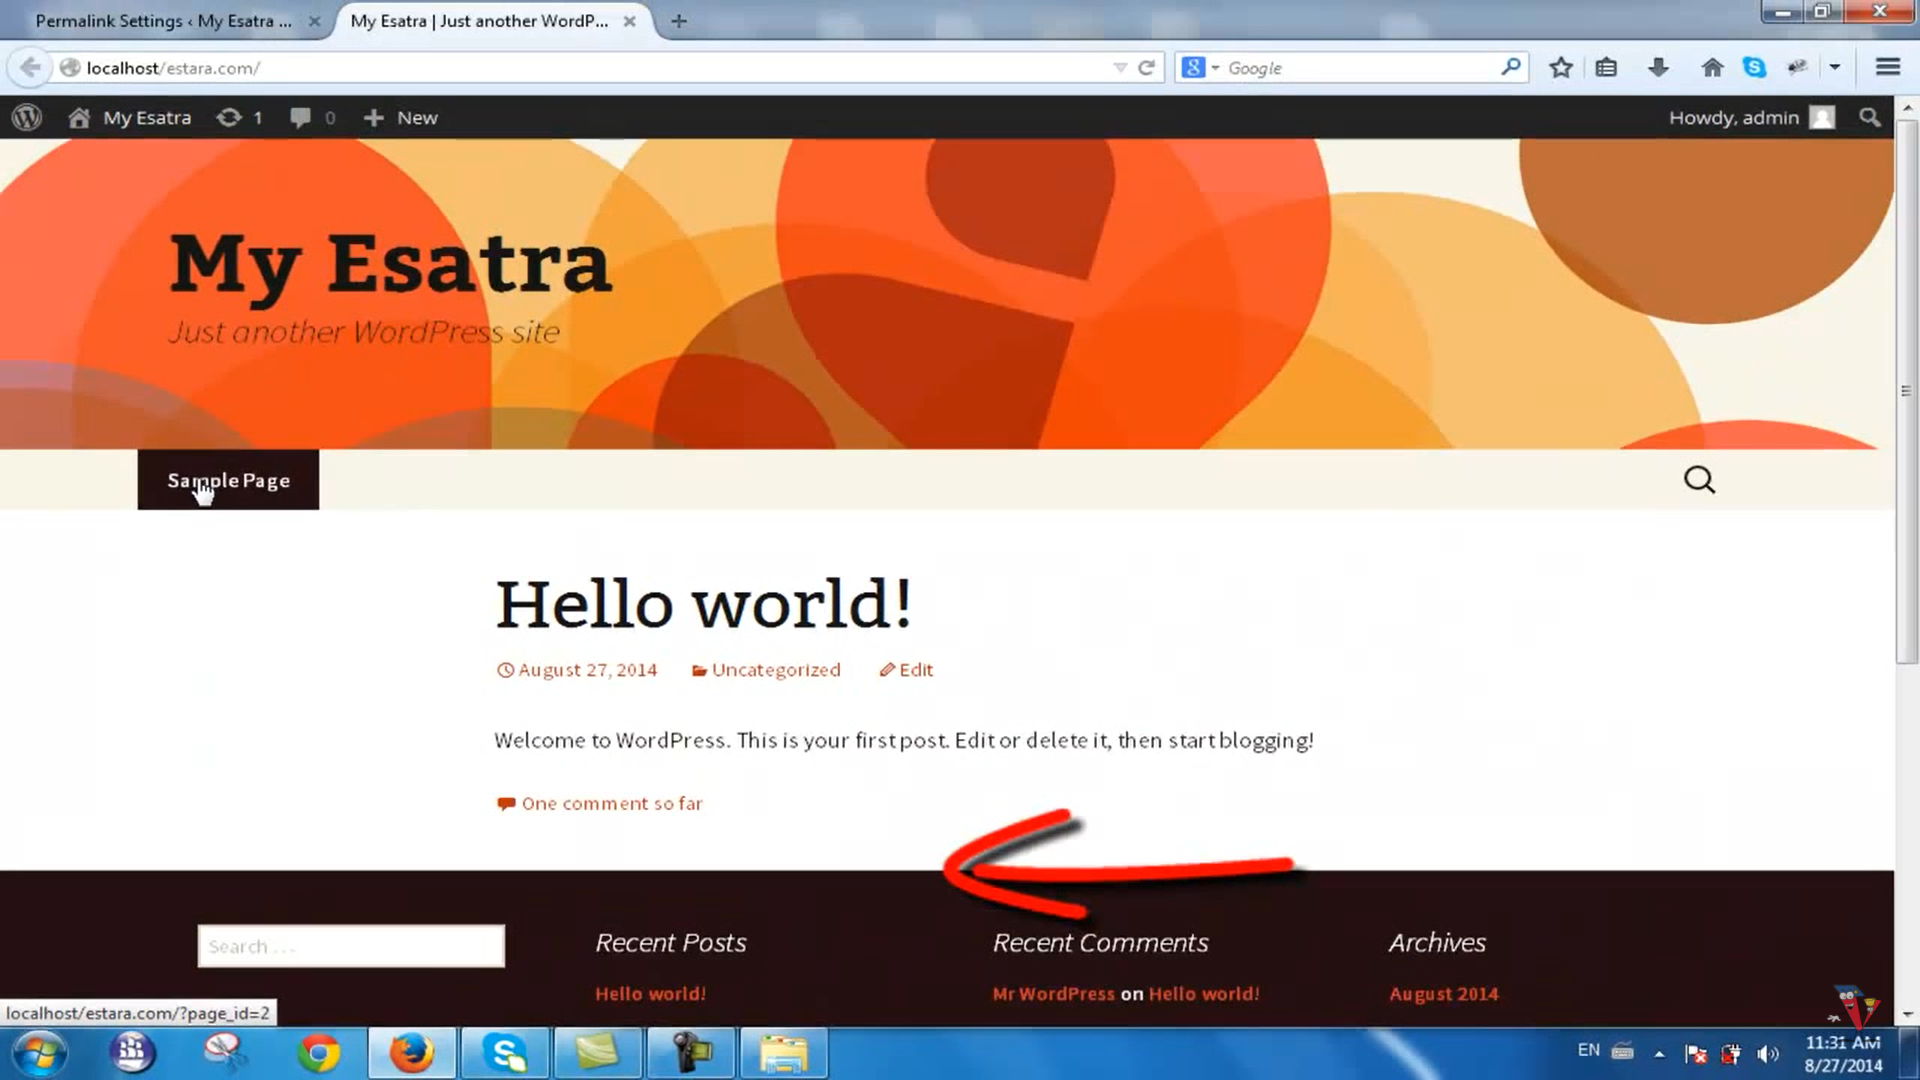 Permalink Settings ‹ My Esatra ...
My Esatra | Just another WordP...
localhost/estara.com/
8
Google
My Esatra
1
0
New
Howdy, admin
My Esatra
Just another WordPress site
Sample Page
Hello world!
August 27, 2014
Uncategorized
Edit
Welcome to WordPress. This is your first post. Edit or delete it, then start blogging!
One comment so far
Search ...
Recent Posts
Recent Comments
Archives
Hello world!
Mr WordPress on Hello world!
August 2014
localhost/estara.com/?page_id=2
EN
11:31 AM
8/27/2014